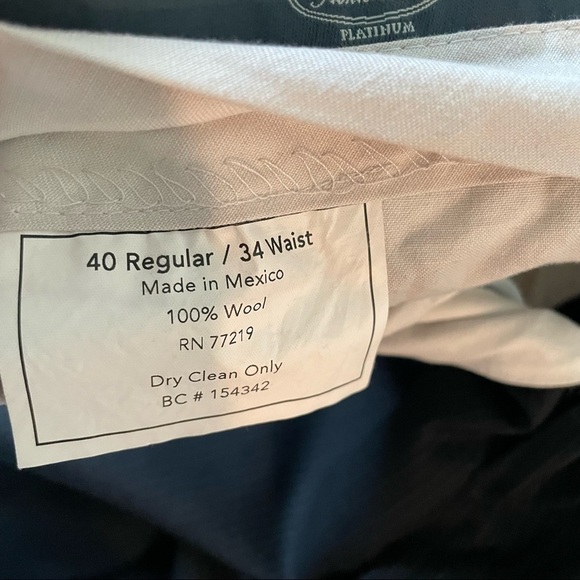 PLATINUM
40 Regular / 34 Waist
Made in Mexico
100% Wool
RN 77219
Dry Clean Only
BC # 154342